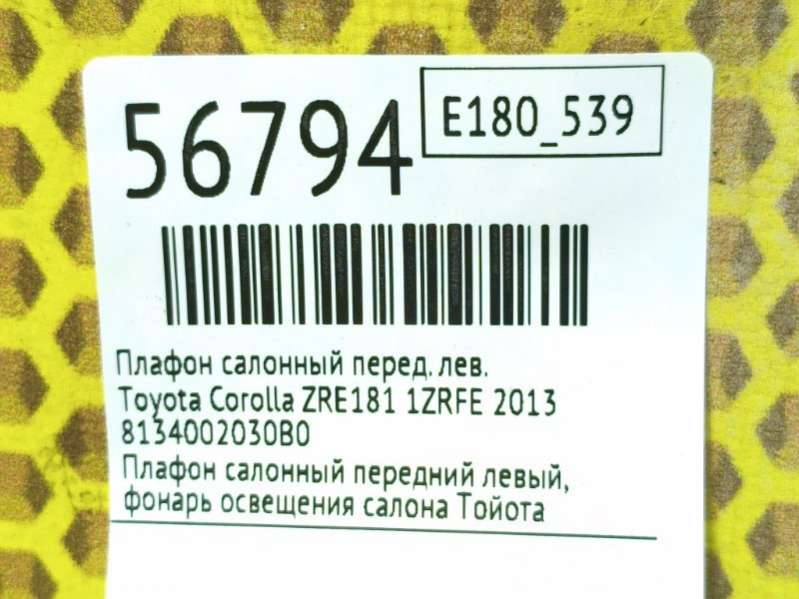 56794
E180_539
Плафон салонный перед. лев.
Toyota Corolla ZRE181 1ZRFE 2013
8134002030B0
Плафон салонный передний левый,
фонарь освещения салона Тойота